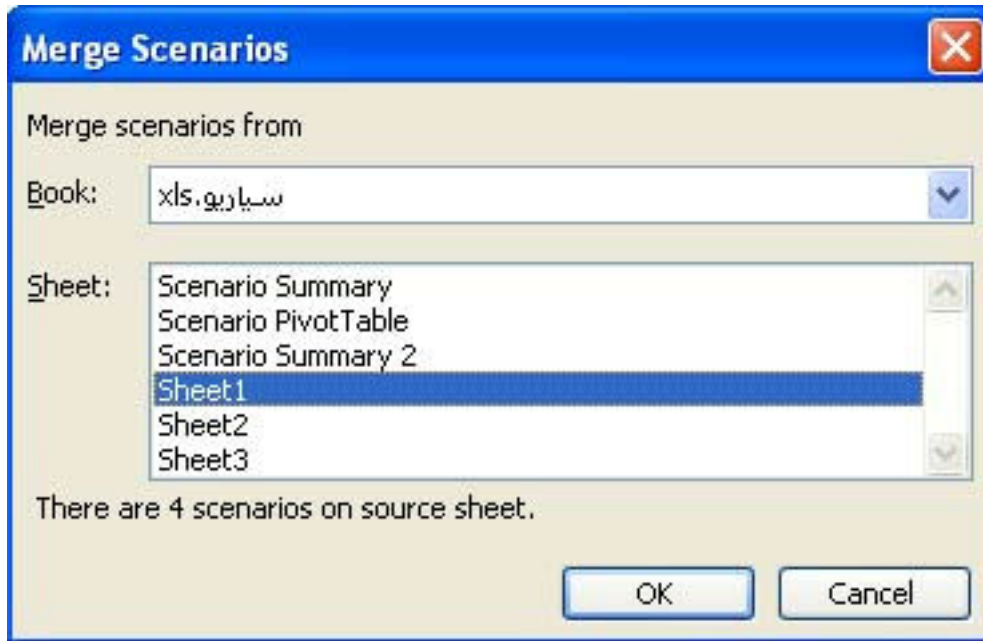 Merge Scenarios
Merge scenarios from
Book: سياريو.xls
Sheet: Scenario Summary
Scenario PivotTable
Scenario Summary 2
Sheet1
Sheet2
Sheet3
There are 4 scenarios on source sheet.
OK Cancel